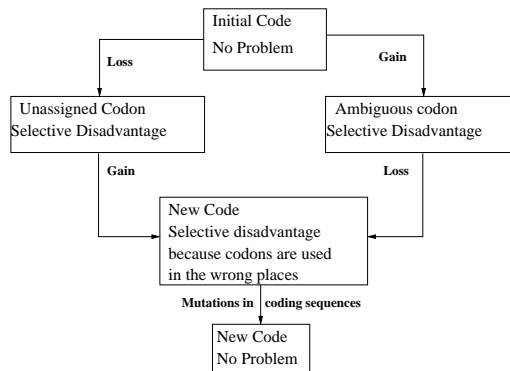 Initial Code
No Problem
Loss
Gain
Unassigned Codon
Selective Disadvantage
Ambiguous codon
Selective Disadvantage
Gain
Loss
New Code
Selective disadvantage
because codons are used
in the wrong places
Mutations in coding sequences
New Code
No Problem